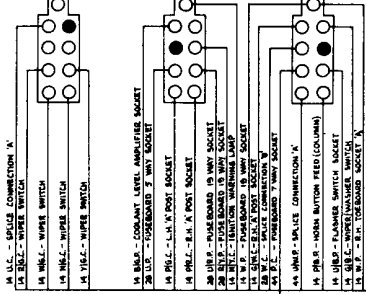 14 U.C. - SPLICE CONNECTION 'A'
14 R/G.C. - WIPER SWITCH
14 W/G.C. - WIPER SWITCH
14 N/G.C. - WIPER SWITCH
14 Y/G.C. - WIPER SWITCH
14 B/G.P. - COOLANT LEVEL AMPLIFIER SOCKET
28 U.P. - FUSEBOARD 5 WAY SOCKET
14 P/G.C. - L.H. 'A' POST SOCKET
14 P/R.C. - R.H. 'A' POST SOCKET
28 U/R.P. - FUSEBOARD 19 WAY SOCKET
28 R/Y.P. - FUSEBOARD 19 WAY SOCKET
14 N/Y.C. - IGNITION WARNING LAMP
14 W.P. - FUSEBOARD 18 WAY SOCKET
14 G/W.C. - R.H. 'A' POST SOCKET
28 R/G.C. - SPLICE CONNECTION 'B'
44 P.C. - FUSEBOARD 7 WAY SOCKET
44 U/W.P. - SPLICE CONNECTION 'A'
14 P/B.P. - HORN BUTTON FEED (COLUMN)
14 U/B.P. - FLASHER SWITCH SOCKET
14 G/B.C. - WIPER/WASHER SWITCH
14 W.P. - R.H. TOEBOARD SOCKET 'A'